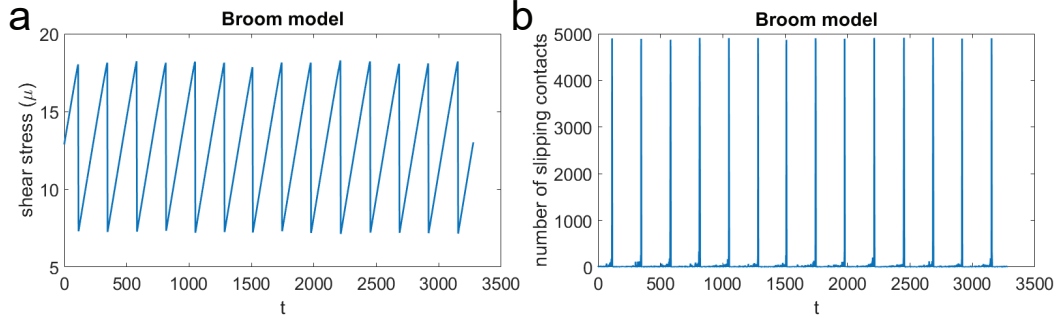 a
Broom model
shear stress (μ)
20
15
10
5
0 500 1000 1500 2000 2500 3000 3500
t
b
Broom model
number of slipping contacts
5000
4000
3000
2000
1000
0
0 500 1000 1500 2000 2500 3000 3500
t